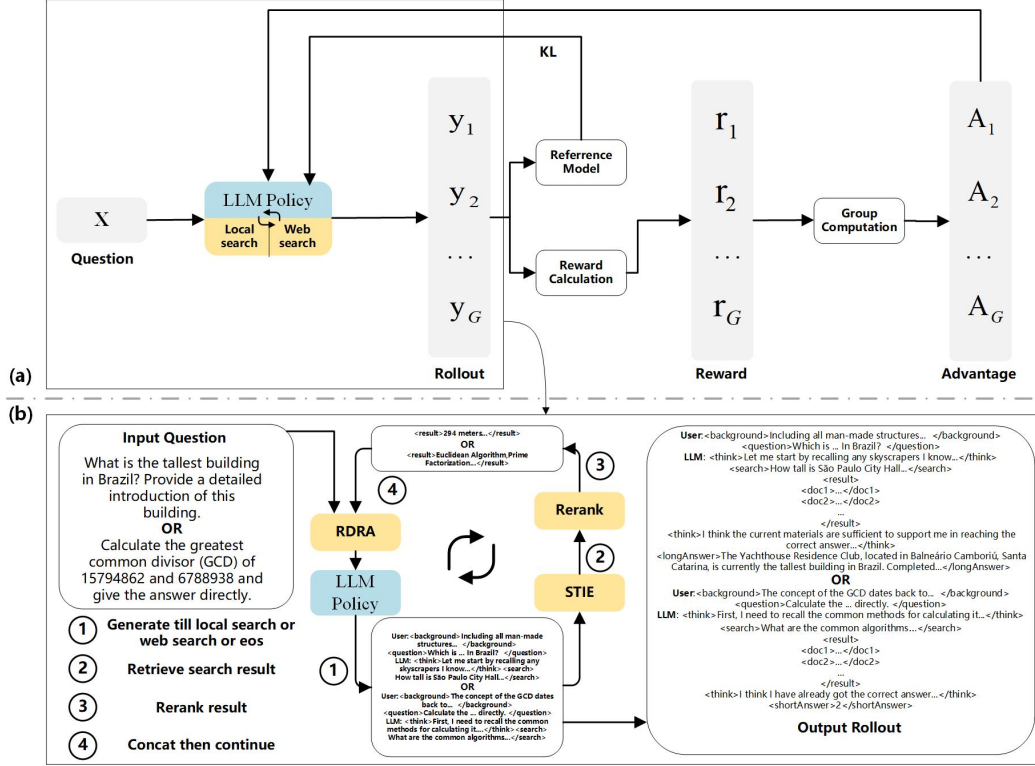 KL
y1
y2
...
yG
Rollout
Referrence
Model
Reward
Calculation
r1
r2
...
rG
Reward
Group
Computation
A1
A2
...
AG
Advantage
X
Question
LLM Policy
Local
search
Web
search
(a)
(b)
Input Question
What is the tallest building
in Brazil? Provide a detailed
introduction of this
building.
OR
Calculate the greatest
common divisor (GCD) of
15794862 and 6788938 and
give the answer directly.
1 Generate till local search or
web search or eos
2 Retrieve search result
3 Rerank result
4 Concat then continue
<result>294 meters...</result>
OR
<result>Euclidean Algorithm,Prime
Factorization...</result>
4
3
RDRA
LLM
Policy
Rerank
2
STIE
1
User:<background> Including all man-made
structures... </background>
<question>Which is ... In Brazil? </question>
LLM: <think>Let me start by recalling any
skyscrapers I know...</think> <search>
How tall is São Paulo City Hall...</search>
OR
User:<background>The concept of the GCD dates
back to... </background>
<question>Calculate the ... directly. </question>
LLM: <think>First, I need to recall the common
methods for calculating it....</think> <search>
What are the common algorithms...</search>
User:<background>Including all man-made structures... </background>
<question>Which is ... In Brazil? </question>
LLM: <think>Let me start by recalling any skyscrapers I know...</think>
<search>How tall is São Paulo City Hall...</search>
<result>
<doc1>...</doc1>
<doc2>...</doc2>
...
</result>
<think>I think the current materials are sufficient to support me in reaching the
correct answer...</think>
<longAnswer>The Yachthouse Residence Club, located in Balneário Camboriú, Santa
Catarina, is currently the tallest building in Brazil. Completed...</longAnswer>
OR
User:<background>The concept of the GCD dates back to... </background>
<question>Calculate the ... directly. </question>
LLM: <think>First, I need to recall the common methods for calculating it...</think>
<search>What are the common algorithms...</search>
<result>
<doc1>...</doc1>
<doc2>...</doc2>
...
</result>
<think>I think I have already got the correct answer...</think>
<shortAnswer>2</shortAnswer>
Output Rollout